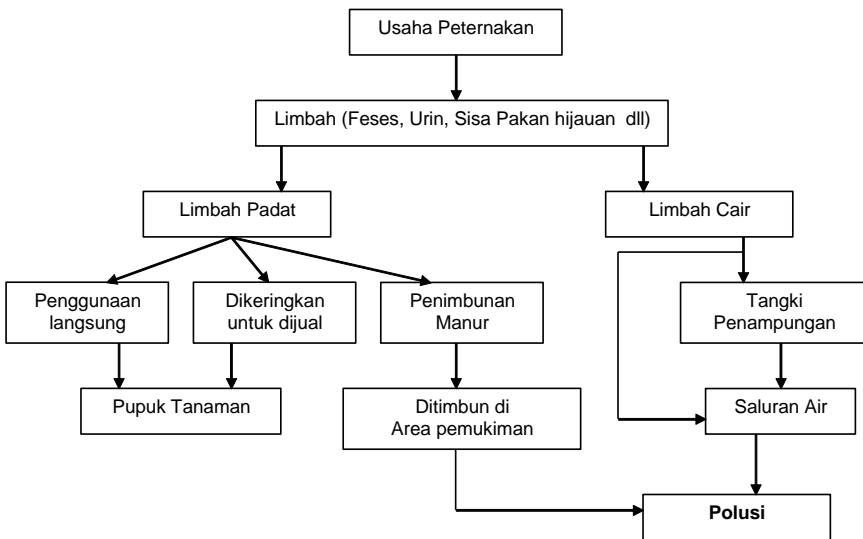 Usaha Peternakan
Limbah (Feses, Urin, Sisa Pakan hijauan dll)
Limbah Padat
Limbah Cair
Penggunaan
langsung
Dikeringkan
untuk dijual
Penimbunan
Manur
Tangki
Penampungan
Pupuk Tanaman
Ditimbun di
Area pemukiman
Saluran Air
Polusi